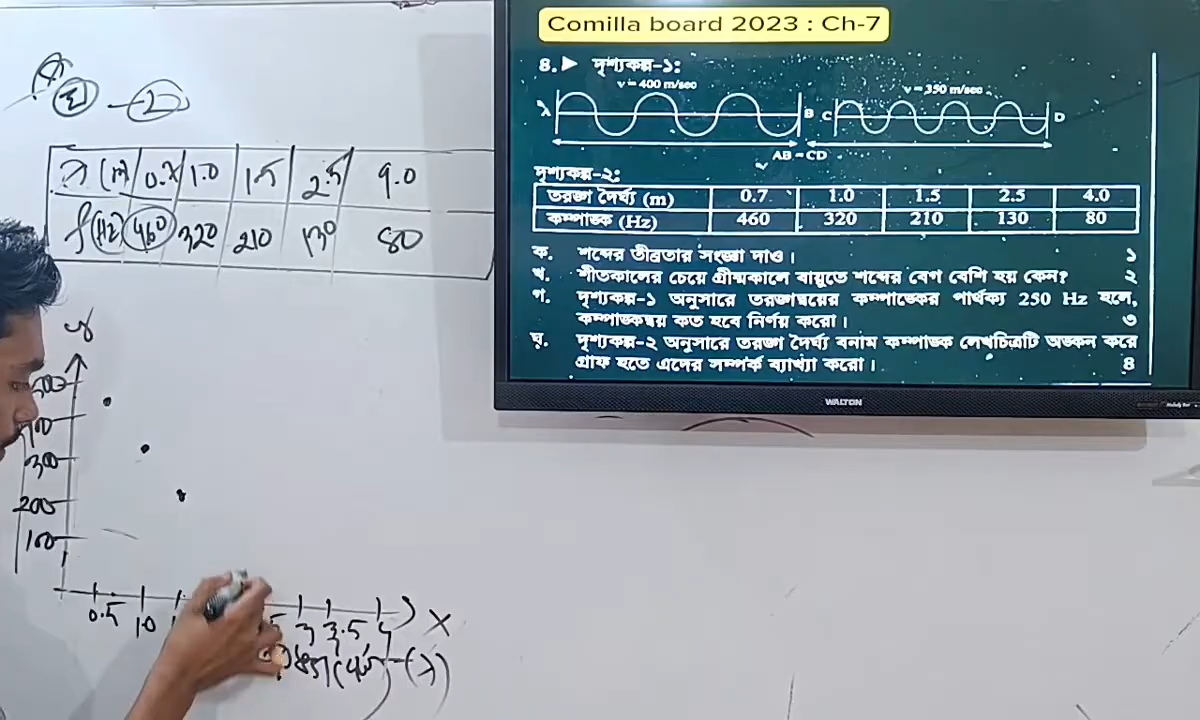 Comilla board 2023 : Ch-7
৪. ▶ দৃশ্যকল্প-১:
v = 400 m/sec
v = 350 m/sec
B C D
AB = CD
দৃশ্যকল্প-২:
তরঙ্গ দৈর্ঘ্য (m) 0.7 1.0 1.5 2.5 4.0
কম্পাঙ্ক (Hz) 460 320 210 130 80
ক. শব্দের তীব্রতার সংজ্ঞা দাও। ১
খ. শীতকালের চেয়ে গ্রীষ্মকালে বায়ুতে শব্দের বেগ বেশি হয় কেন? ২
গ. দৃশ্যকল্প-১ অনুসারে তরঙ্গদ্বয়ের কম্পাঙ্কের পার্থক্য 250 Hz হলে,
কম্পাঙ্কদ্বয় কত হবে নির্ণয় করো। ৩
ঘ. দৃশ্যকল্প-২ অনুসারে তরঙ্গ দৈর্ঘ্য বনাম কম্পাঙ্ক লেখচিত্রটি অঙ্কন করে
গ্রাফ হতে এদের সম্পর্ক ব্যাখ্যা করো। ৪
WALTON
λ (m) 1.0 1.5 2.5
f (Hz) 460 320 210 130 80
y
300
200
100
0.5 1.0 3 3.5 4 X
(λ)